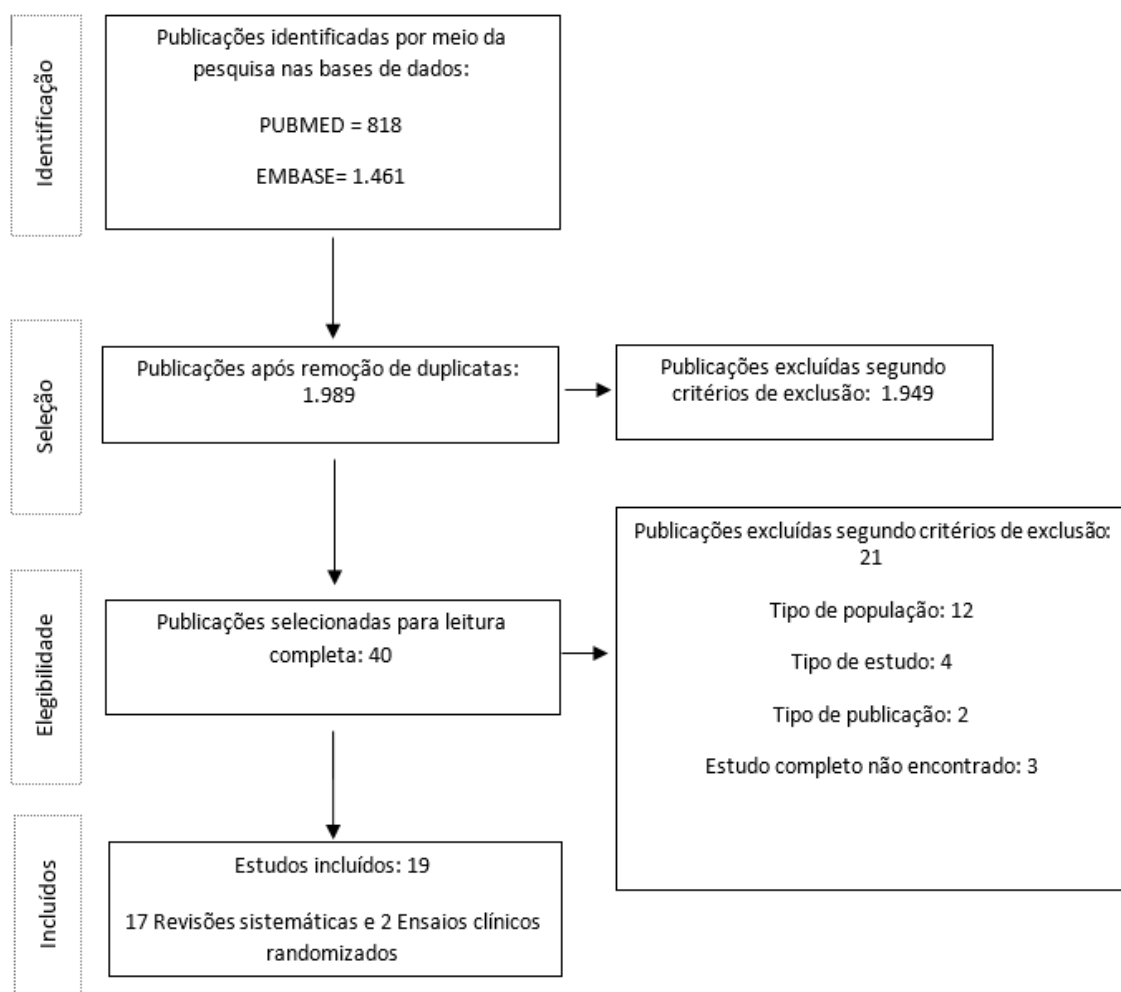 Identificação
Publicações identificadas por meio da
pesquisa nas bases de dados:
PUBMED = 818
EMBASE= 1.461
Seleção
Publicações após remoção de duplicatas:
1.989
Publicações excluídas segundo
critérios de exclusão: 1.949
Elegibilidade
Publicações selecionadas para leitura
completa: 40
Publicações excluídas segundo critérios de exclusão:
21
Tipo de população: 12
Tipo de estudo: 4
Tipo de publicação: 2
Estudo completo não encontrado: 3
Incluídos
Estudos incluídos: 19
17 Revisões sistemáticas e 2 Ensaios clínicos
randomizados